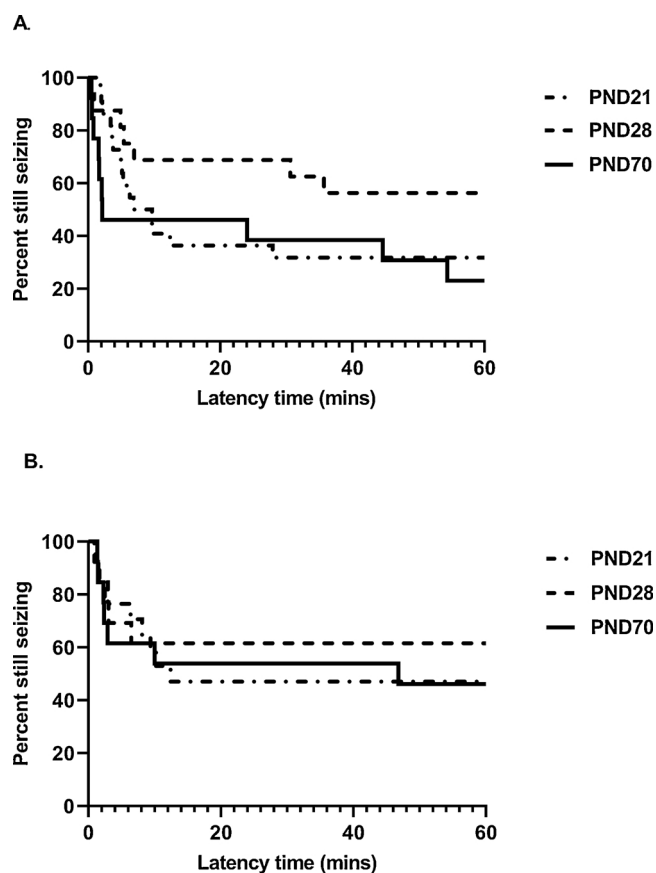 A.
Percent still seizing
100
80
60
40
20
0
0 20 40 60
Latency time (mins)
PND21
PND28
PND70
B.
Percent still seizing
100
80
60
40
20
0
0 20 40 60
Latency time (mins)
PND21
PND28
PND70